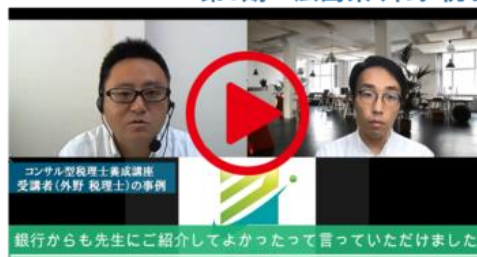 コンサル型税理士養成講座
受講者（外野 税理士）の事例
銀行からも先生にご紹介してよかったって言っていただけました